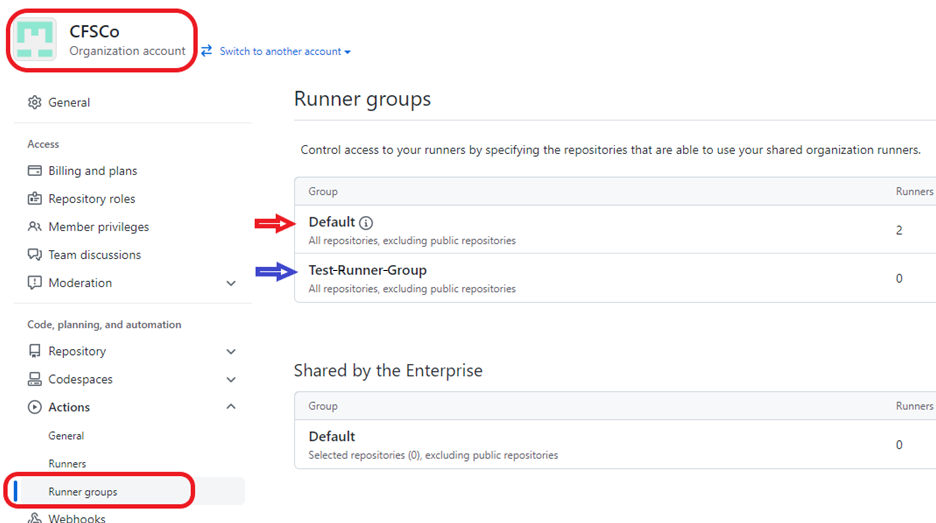 CFSCo
Organization account
Switch to another account
General
Access
Billing and plans
Repository roles
Member privileges
Team discussions
Moderation
Code, planning, and automation
Repository
Codespaces
Actions
General
Runners
Runner groups
Webhooks
Runner groups
Control access to your runners by specifying the repositories that are able to use your shared organization runners.
Group Runners
Default
All repositories, excluding public repositories
2
Test-Runner-Group
All repositories, excluding public repositories
0
Shared by the Enterprise
Group Runners
Default
Selected repositories (0), excluding public repositories
0